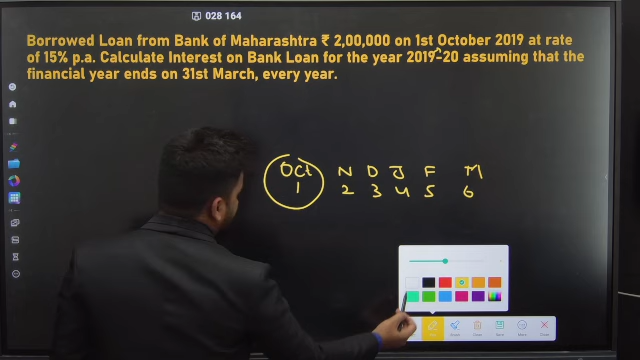 028 164
Borrowed Loan from Bank of Maharashtra ₹ 2,00,000 on 1st October 2019 at rate
of 15% p.a. Calculate Interest on Bank Loan for the year 2019-20 assuming that the
financial year ends on 31st March, every year.
Oct N D J F M
1 2 3 4 5 6